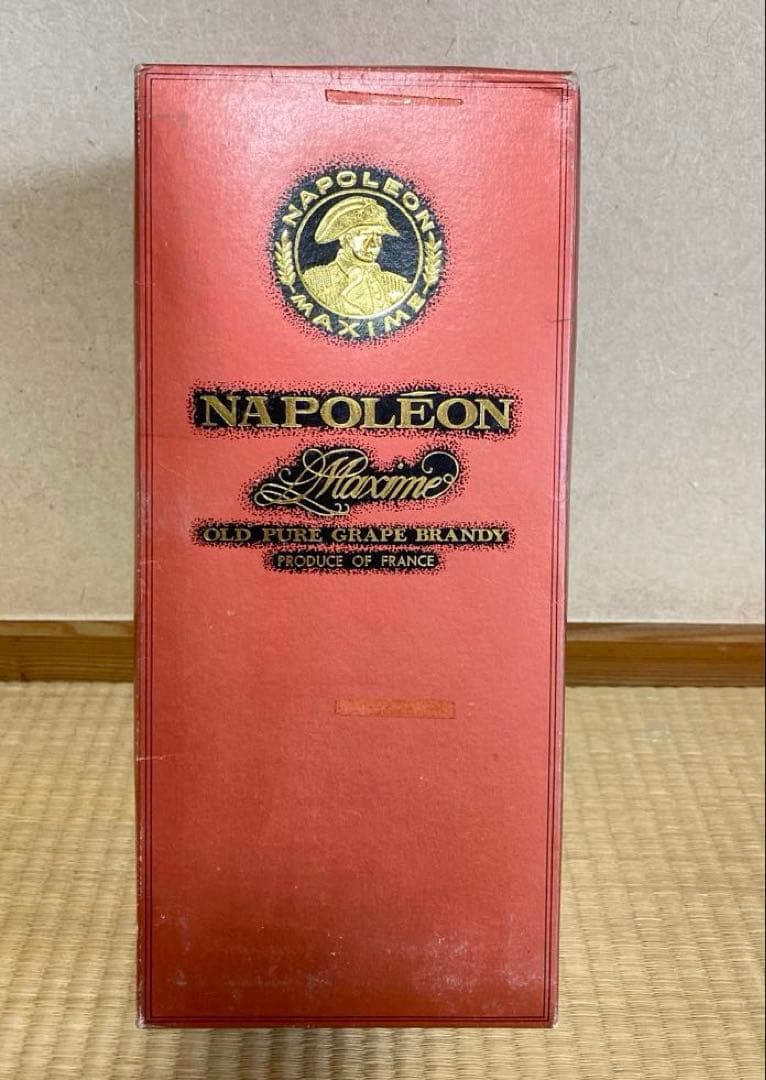 NAPOLEON
MAXIME
NAPOLÉON
Maxime
OLD PURE GRAPE BRANDY
PRODUCE OF FRANCE